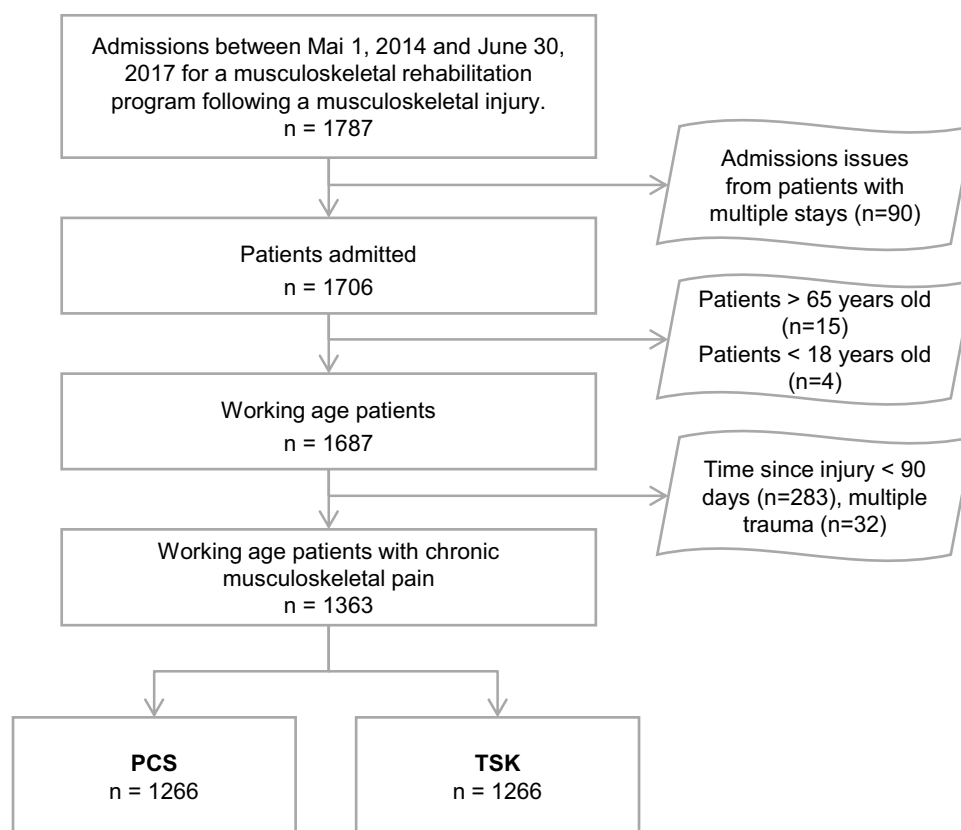 Admissions between Mai 1, 2014 and June 30,
2017 for a musculoskeletal rehabilitation
program following a musculoskeletal injury.
n = 1787
Admissions issues
from patients with
multiple stays (n=90)
Patients admitted
n = 1706
Patients > 65 years old
(n=15)
Patients < 18 years old
(n=4)
Working age patients
n = 1687
Time since injury < 90
days (n=283), multiple
trauma (n=32)
Working age patients with chronic
musculoskeletal pain
n = 1363
PCS
n = 1266
TSK
n = 1266